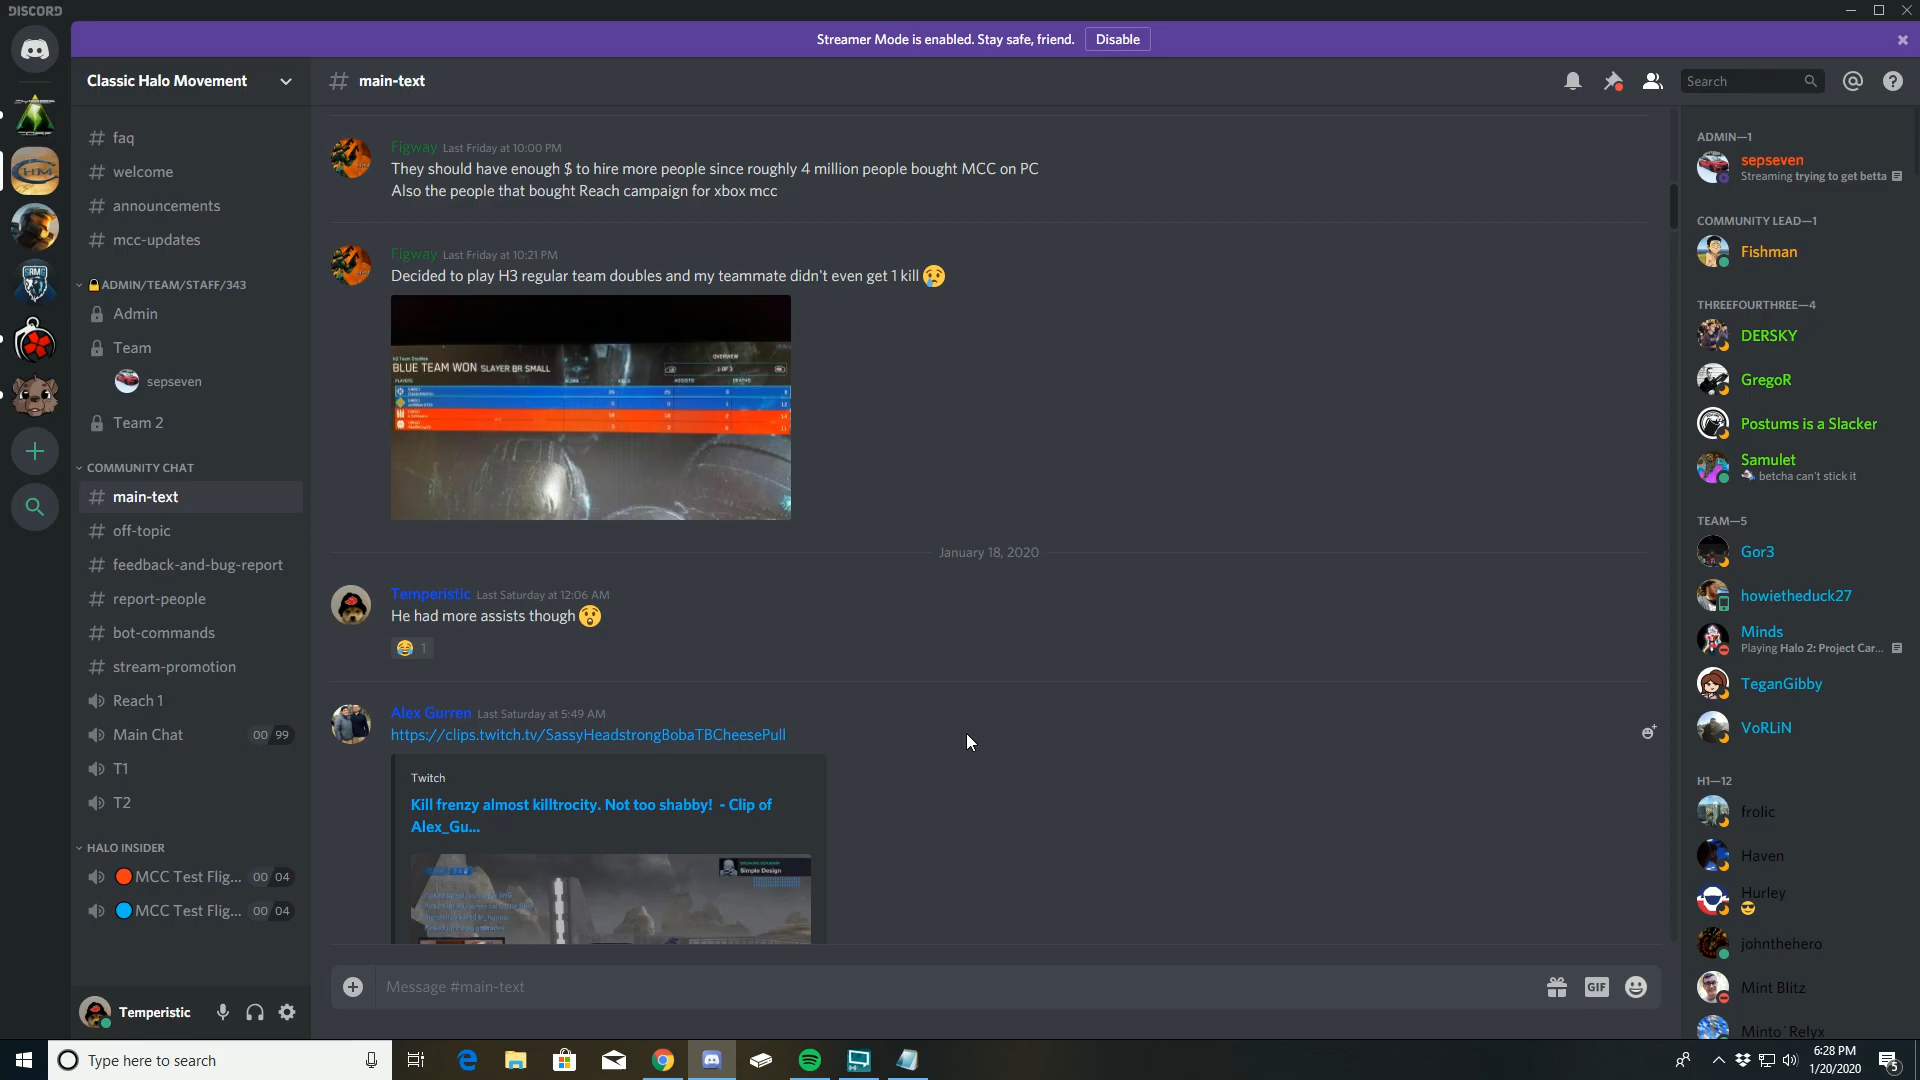 DISCORD
Streamer Mode is enabled. Stay safe, friend.
Disable
Classic Halo Movement
main-text
Search
faq
welcome
announcements
mcc-updates
ADMIN/TEAM/STAFF/343
Admin
Team
sepseven
Team 2
COMMUNITY CHAT
main-text
off-topic
feedback-and-bug-report
report-people
bot-commands
stream-promotion
Reach 1
Main Chat 00 99
T1
T2
HALO INSIDER
MCC Test Flig... 00 04
MCC Test Flig... 00 04
Temperistic
Figway Last Friday at 10:00 PM
They should have enough $ to hire more people since roughly 4 million people bought MCC on PC
Also the people that bought Reach campaign for xbox mcc
Figway Last Friday at 10:21 PM
Decided to play H3 regular team doubles and my teammate didn't even get 1 kill
BLUE TEAM WON SLAYER BR SMALL
OVERVIEW
1 OF 3
ASSISTS
DEATHS
January 18, 2020
Temperistic Last Saturday at 12:06 AM
He had more assists though
1
Alex Gurren Last Saturday at 5:49 AM
https://clips.twitch.tv/SassyHeadstrongBobaTBCheesePull
Twitch
Kill frenzy almost killtrocity. Not too shabby! - Clip of
Alex_Gu...
Simple Design
Message #main-text
GIF
ADMIN—1
sepseven
Streaming trying to get betta
COMMUNITY LEAD—1
Fishman
THREEFOURTHREE—4
DERSKY
GregoR
Postums is a Slacker
Samulet
betcha can't stick it
TEAM—5
Gor3
howietheduck27
Minds
Playing Halo 2: Project Car...
TeganGibby
VoRLiN
H1—12
frolic
Haven
Hurley
johnthehero
Mint Blitz
Minto`Relyx
Type here to search
6:28 PM
1/20/2020
5